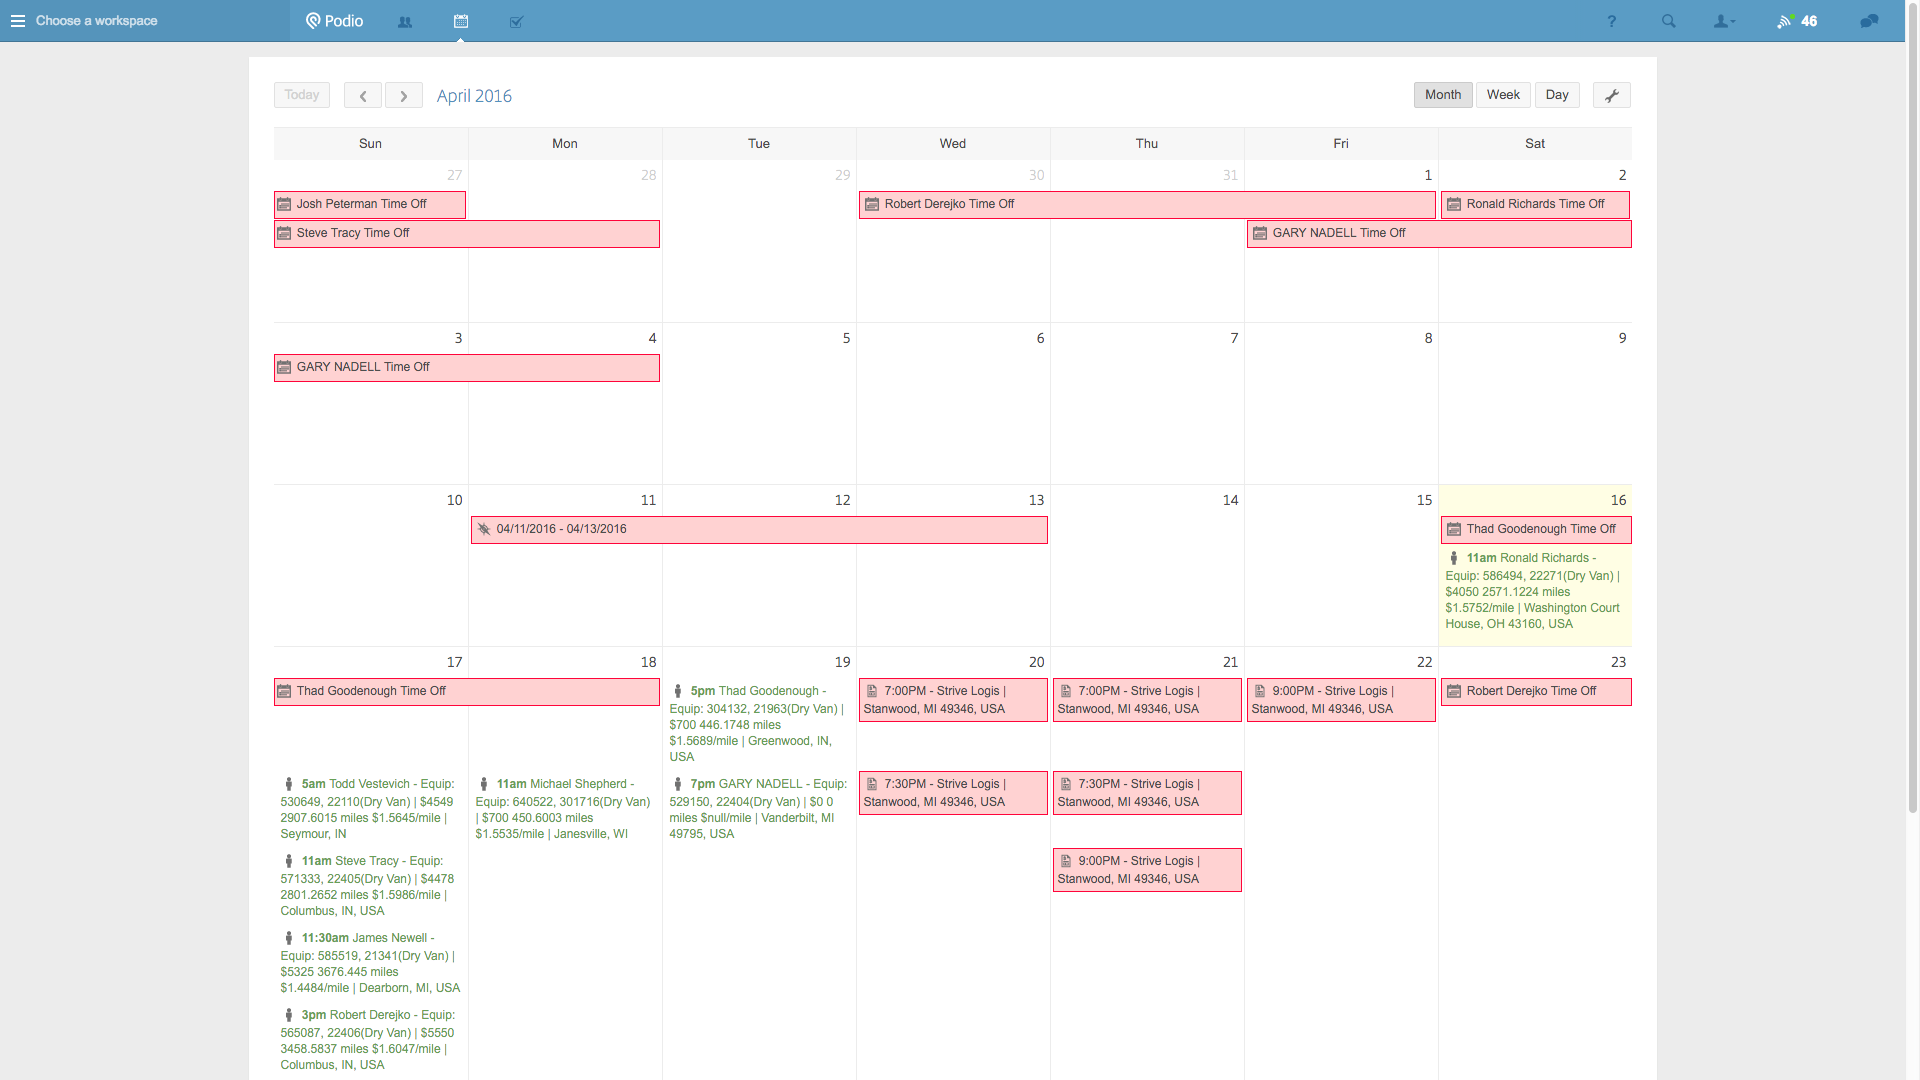 Choose a workspace
Podio
?
46
Today
April 2016
Month
Week
Day
Sun
Mon
Tue
Wed
Thu
Fri
Sat
27
28
29
30
31
1
2
Josh Peterman Time Off
Robert Derejko Time Off
Ronald Richards Time Off
Steve Tracy Time Off
GARY NADELL Time Off
3
4
5
6
7
8
9
GARY NADELL Time Off
10
11
12
13
14
15
16
04/11/2016 - 04/13/2016
Thad Goodenough Time Off
11am Ronald Richards -
Equip: 586494, 22271(Dry Van) |
$4050 2571.1224 miles
$1.5752/mile | Washington Court
House, OH 43160, USA
17
18
19
20
21
22
23
Thad Goodenough Time Off
5pm Thad Goodenough -
Equip: 304132, 21963(Dry Van) |
$700 446.1748 miles
$1.5689/mile | Greenwood, IN,
USA
7:00PM - Strive Logis |
Stanwood, MI 49346, USA
7:00PM - Strive Logis |
Stanwood, MI 49346, USA
9:00PM - Strive Logis |
Stanwood, MI 49346, USA
Robert Derejko Time Off
5am Todd Vestevich - Equip:
530649, 22110(Dry Van) | $4549
2907.6015 miles $1.5645/mile |
Seymour, IN
11am Michael Shepherd -
Equip: 640522, 301716(Dry Van)
| $700 450.6003 miles
$1.5535/mile | Janesville, WI
7pm GARY NADELL - Equip:
529150, 22404(Dry Van) | $0 0
miles $null/mile | Vanderbilt, MI
49795, USA
7:30PM - Strive Logis |
Stanwood, MI 49346, USA
7:30PM - Strive Logis |
Stanwood, MI 49346, USA
11am Steve Tracy - Equip:
571333, 22405(Dry Van) | $4478
2801.2652 miles $1.5986/mile |
Columbus, IN, USA
9:00PM - Strive Logis |
Stanwood, MI 49346, USA
11:30am James Newell -
Equip: 585519, 21341(Dry Van) |
$5325 3676.445 miles
$1.4484/mile | Dearborn, MI, USA
3pm Robert Derejko - Equip:
565087, 22406(Dry Van) | $5550
3458.5837 miles $1.6047/mile |
Columbus, IN, USA